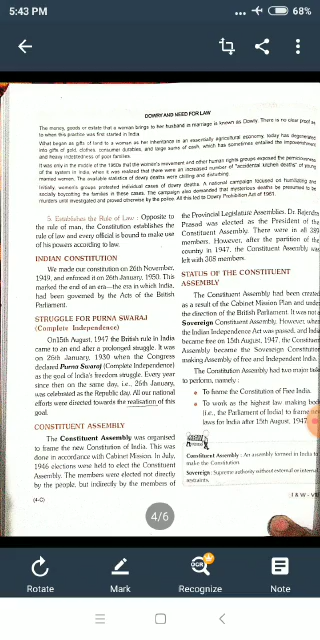 5:43 PM
68%
DOWRY AND NEED FOR LAW
The money, goods or estate that a woman brings to her husband in marriage is known as Dowry. There is no clear proof as
to when this practice was first started in India.
What began as gifts of land to a woman as her inheritance in an essentially agricultural economy, today has degenerated
into gifts of gold, clothes, consumer durables, and large sums of cash, which has sometimes entailed the impoverishment
and heavy indebtedness of poor families.
It was only in the middle of the 1980s that the women's movement and other human rights groups exposed the perniciousness
of the system in India, when it was realised that there were an increased number of "accidental kitchen deaths" of young
married women. The available statistics of dowry deaths were chilling and disturbing.
Initially, women's groups protested individual cases of dowry deaths. A national campaign focused on humiliating and
socially boycotting the families in these cases. The campaign also demanded that mysterious deaths be presumed to be
murders until investigated and proved otherwise by the police. All this led to Dowry Prohibition Act of 1961.
5. Establishes the Rule of Law : Opposite to
the rule of man, the Constitution establishes the
rule of law and every official is bound to make use
of his powers according to law.
INDIAN CONSTITUTION
We made our constitution on 26th November,
1949, and enforced it on 26th January, 1950. This
marked the end of an era—the era in which India,
had been governed by the Acts of the British
Parliament.
STRUGGLE FOR PURNA SWARAJ
(Complete Independence)
On15th August, 1947 the British rule in India
came to an end after a prolonged struggle. It was
on 26th January, 1930 when the Congress
declared Purna Swaraj (Complete Independence)
as the goal of India's freedom struggle. Every year
since then on the same day, i.e., 26th January,
was celebrated as the Republic day. All our national
efforts were directed towards the realisation of this
goal.
CONSTITUENT ASSEMBLY
The Constituent Assembly was organised
to frame the new Constitution of India. This was
done in accordance with Cabinet Mission. In July,
1946 elections were held to elect the Constituent
Assembly. The members were elected not directly
by the people, but indirectly by the members of
(4-C)
the Provincial Legislature Assemblies. Dr. Rajendra
Prasad was elected as the President of the
Constituent Assembly. There were in all 389
members. However, after the partition of the
country in 1947, the Constituent Assembly was
left with 308 members.
STATUS OF THE CONSTITUENT
ASSEMBLY
The Constituent Assembly had been created
as a result of the Cabinet Mission Plan and under
the direction of the British Parliament. It was not a
Sovereign Constituent Assembly. However, when
the Indian Independence Act was passed, and India
became free on 15th August, 1947, the Constituent
Assembly became the Sovereign Constitution
making Assembly of free and Independent India.
The Constituent Assembly had two major tasks
to perform, namely :
To frame the Constitution of Free India.
To work as the highest law making body
(i.e., the Parliament of India) to frame new
laws for India after 15th August, 1947.
Constituent Assembly : An assembly formed in India to
make the Constitution.
Sovereign : Supreme authority without external or internal
restraints.
I & W - VII
4/6
Rotate
Mark
OCR
Recognize
Note